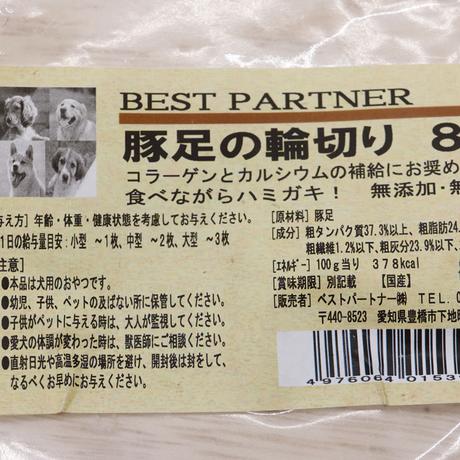 BEST PARTNER
豚足の輪切り 8
コラーゲンとカルシウムの補給にお奨め
食べながらハミガキ! 無添加・無
与え方] 年齢・体重・健康状態を考慮してお与えください。
1日の給与量目安:小型 ~1枚、中型 ~2枚、大型 ~3枚
注意]
●本品は犬用のおやつです。
●幼児、子供、ペットの及ばない所に保管してください。
●子供がペットに与える時は、大人が監視してください。
●愛犬の体調が変わった時は、獣医師にご相談ください。
●直射日光や高温多湿の場所を避け、開封後は封をして、
なるべくお早めにお与えください。
[原材料] 豚足
[成分] 粗タンパク質37.3%以上、粗脂肪24.
粗繊維1.2%以下、粗灰分23.9%以下、
[エネルギー] 100g当り 378kcal
[賞味期限] 別記載 【国産】
[販売者] ベストパートナー㈱ TEL.0
〒440-8523 愛知県豊橋市下地町
4 976064 0153